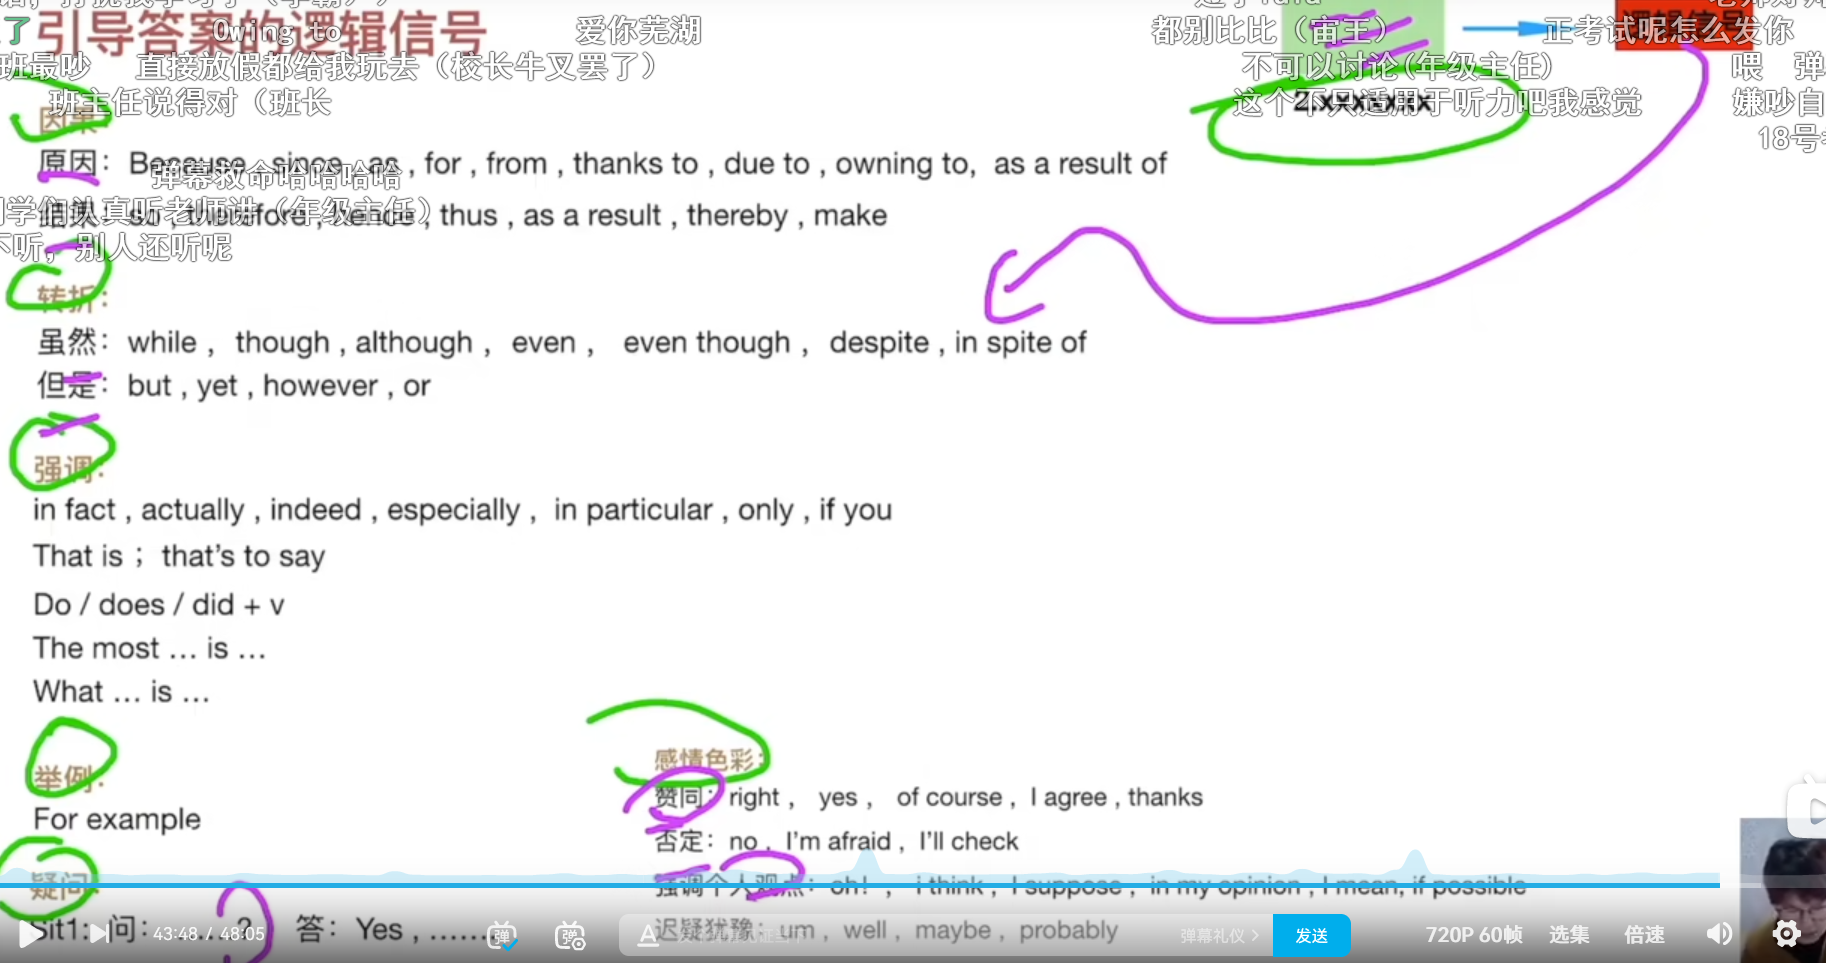 了 引导答案的逻辑信号
Owing to
爱你芜湖
都别比比（宙王）
正考试呢怎么发你
班最吵
直接放假都给我玩去（校长牛叉罢了）
不可以讨论(年级主任)
喂
弹
班主任说得对（班长
这个不只适用于听力吧我感觉
嫌吵自
因果:
18号
原因：Because , since , as , for , from , thanks to , due to , owning to, as a result of
弹幕救命哈哈哈哈
同学们认真听老师讲（年级主任）
结果：so , therefore , hence , thus , as a result , thereby , make
不听，别人还听呢
转折:
虽然：while , though , although , even , even though , despite , in spite of
但是：but , yet , however , or
强调:
in fact , actually , indeed , especially , in particular , only , if you
That is ; that’s to say
Do / does / did + v
The most … is …
What … is …
举例:
For example
感情色彩:
赞同：right , yes , of course , I agree , thanks
否定：no , I’m afraid , I’ll check
强调个人观点：oh! , i think , I suppose , in my opinion , I mean, if possible
疑问
Sit1: 问：……? 答：Yes , ……
迟疑犹豫：um , well , maybe , probably
43:48 / 48:05
弹
弹
A
弹幕礼仪 >
发送
720P 60帧
选集
倍速